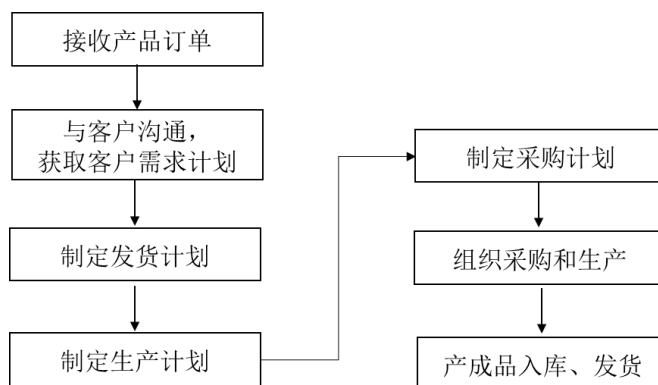 接收产品订单
与客户沟通，
获取客户需求计划
制定发货计划
制定生产计划
制定采购计划
组织采购和生产
产成品入库、发货